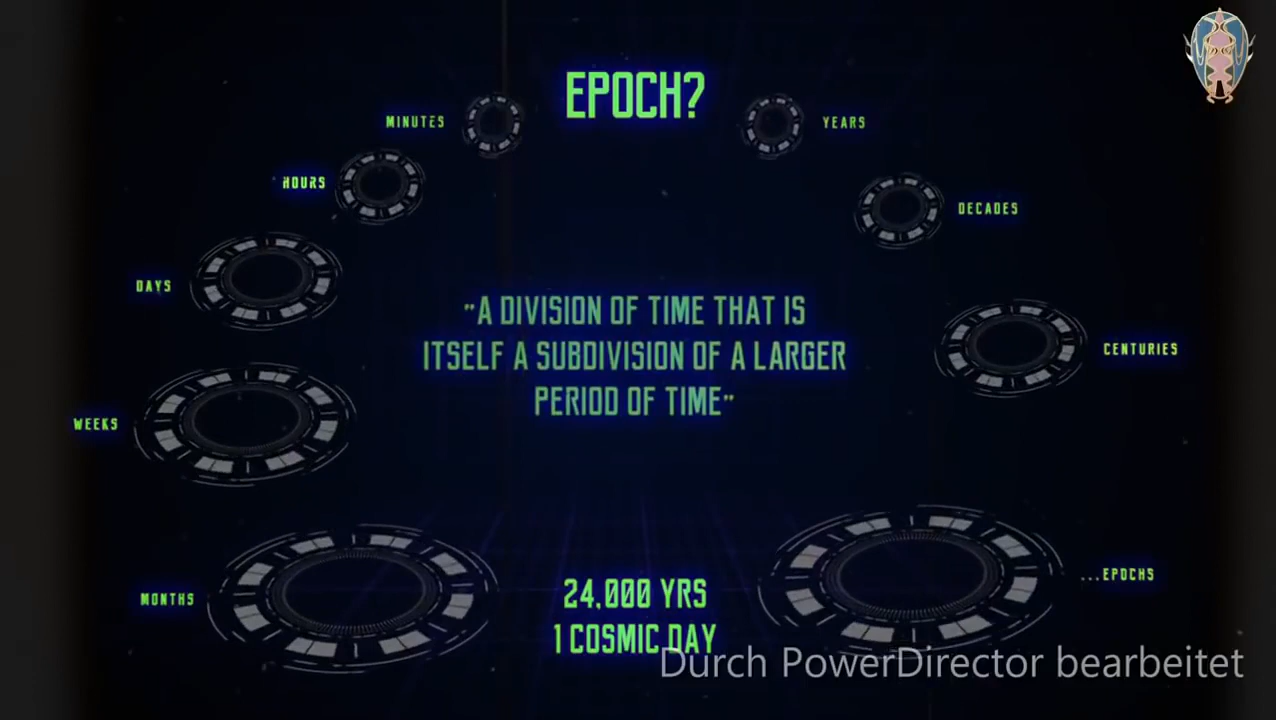 EPOCH?
MINUTES
YEARS
HOURS
DECADES
DAYS
"A DIVISION OF TIME THAT IS
ITSELF A SUBDIVISION OF A LARGER
PERIOD OF TIME"
CENTURIES
WEEKS
MONTHS
...EPOCHS
24,000 YRS
1 COSMIC DAY
Durch PowerDirector bearbeitet